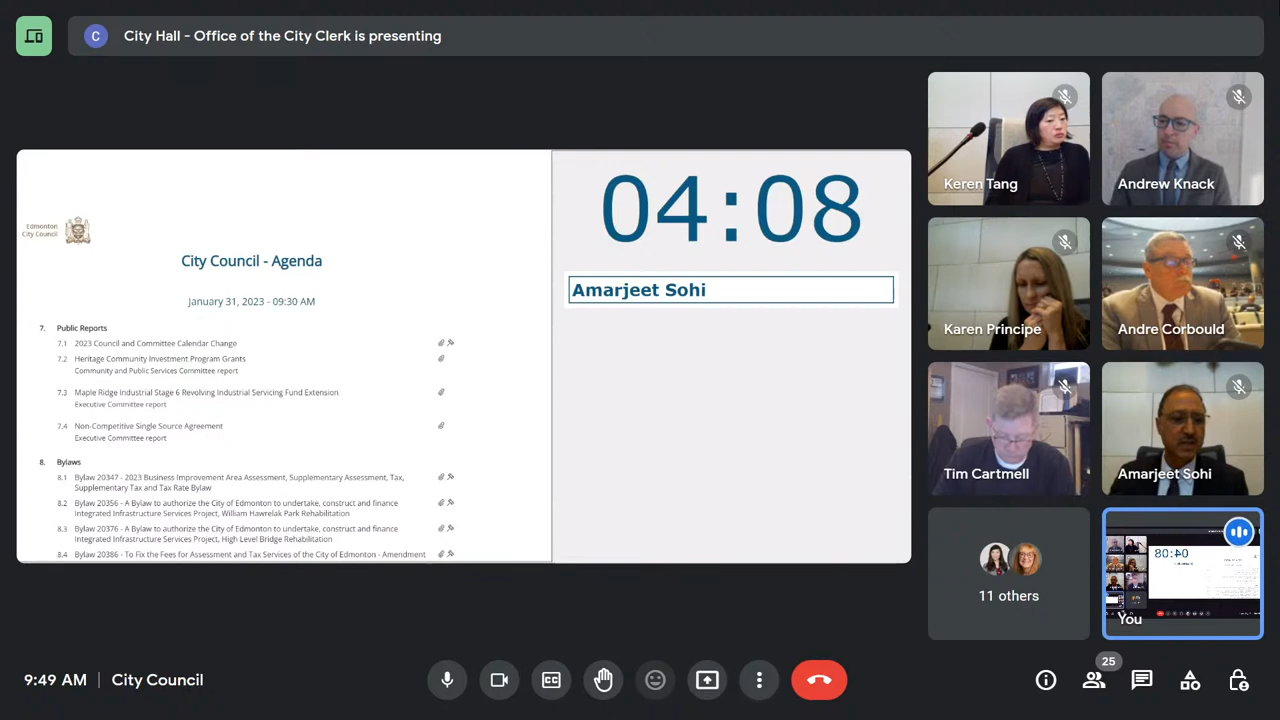 C
City Hall - Office of the City Clerk is presenting
Edmonton
City Council
City Council - Agenda
January 31, 2023 - 09:30 AM
7. Public Reports
7.1 2023 Council and Committee Calendar Change
7.2 Heritage Community Investment Program Grants
Community and Public Services Committee report
7.3 Maple Ridge Industrial Stage 6 Revolving Industrial Servicing Fund Extension
Executive Committee report
7.4 Non-Competitive Single Source Agreement
Executive Committee report
8. Bylaws
8.1 Bylaw 20347 - 2023 Business Improvement Area Assessment, Supplementary Assessment, Tax,
Supplementary Tax and Tax Rate Bylaw
8.2 Bylaw 20356 - A Bylaw to authorize the City of Edmonton to undertake, construct and finance
Integrated Infrastructure Services Project, William Hawrelak Park Rehabilitation
8.3 Bylaw 20376 - A Bylaw to authorize the City of Edmonton to undertake, construct and finance
Integrated Infrastructure Services Project, High Level Bridge Rehabilitation
8.4 Bylaw 20386 - To Fix the Fees for Assessment and Tax Services of the City of Edmonton - Amendment
04:08
Amarjeet Sohi
Keren Tang
Andrew Knack
Karen Principe
Andre Corbould
Tim Cartmell
Amarjeet Sohi
11 others
04:08
You
9:49 AM | City Council
CC
25